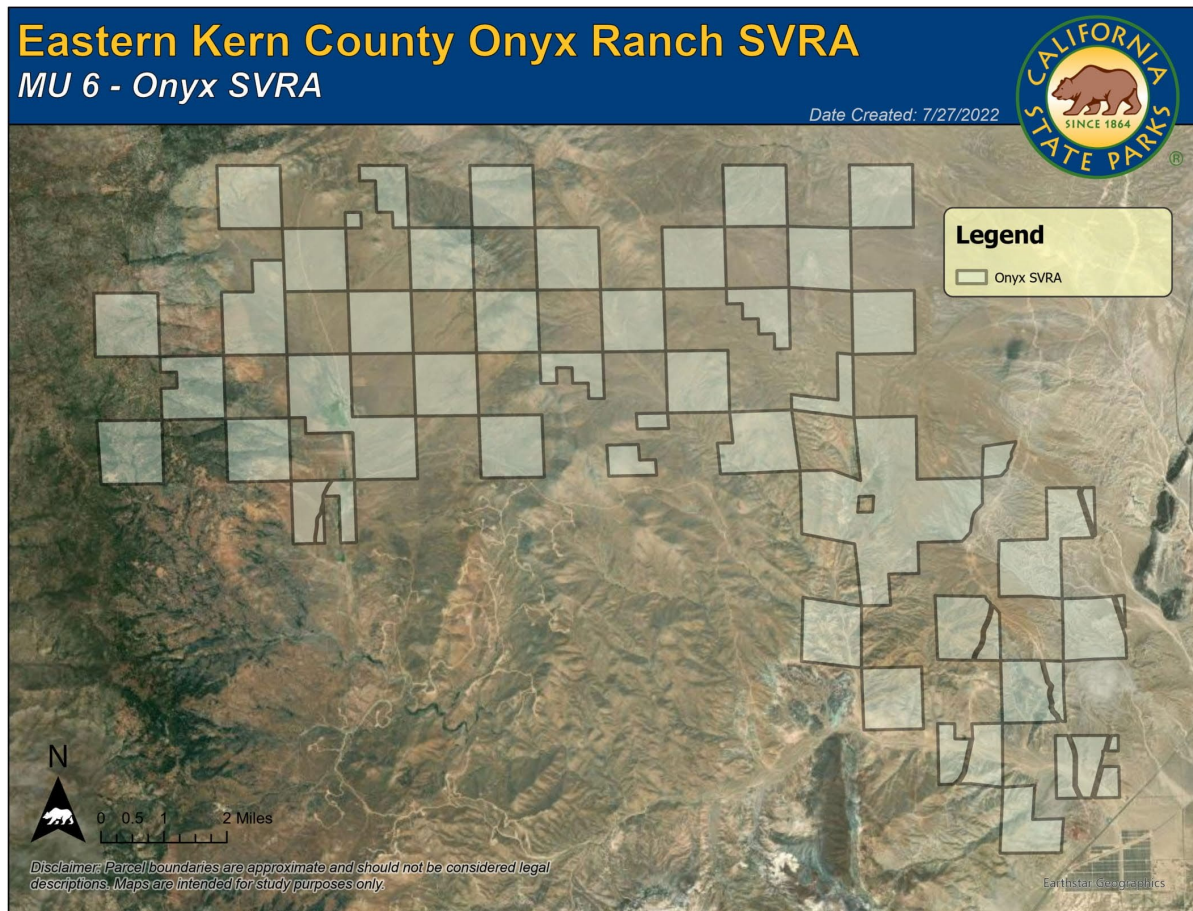 Eastern Kern County Onyx Ranch SVRA
MU 6 - Onyx SVRA
Date Created: 7/27/2022
CALIFORNIA
SINCE 1864
STATE PARKS
®
Legend
Onyx SVRA
N
0 0.5 1 2 Miles
Disclaimer: Parcel boundaries are approximate and should not be considered legal
descriptions. Maps are intended for study purposes only.
Earthstar Geographics